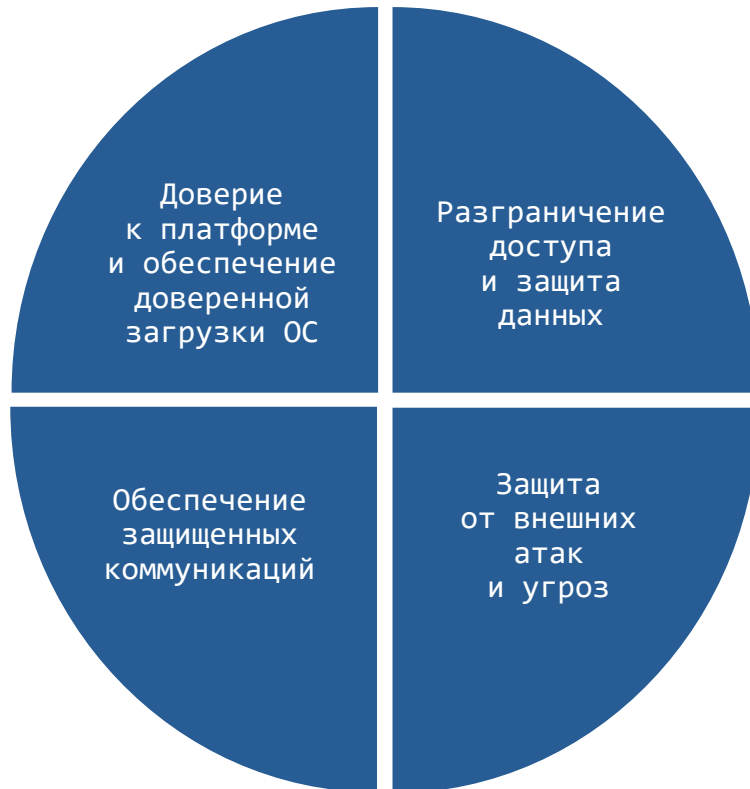 Доверие
к платформе
и обеспечение
доверенной
загрузки ОС
Разграничение
доступа
и защита
данных
Обеспечение
защищенных
коммуникаций
Защита
от внешних
атак
и угроз